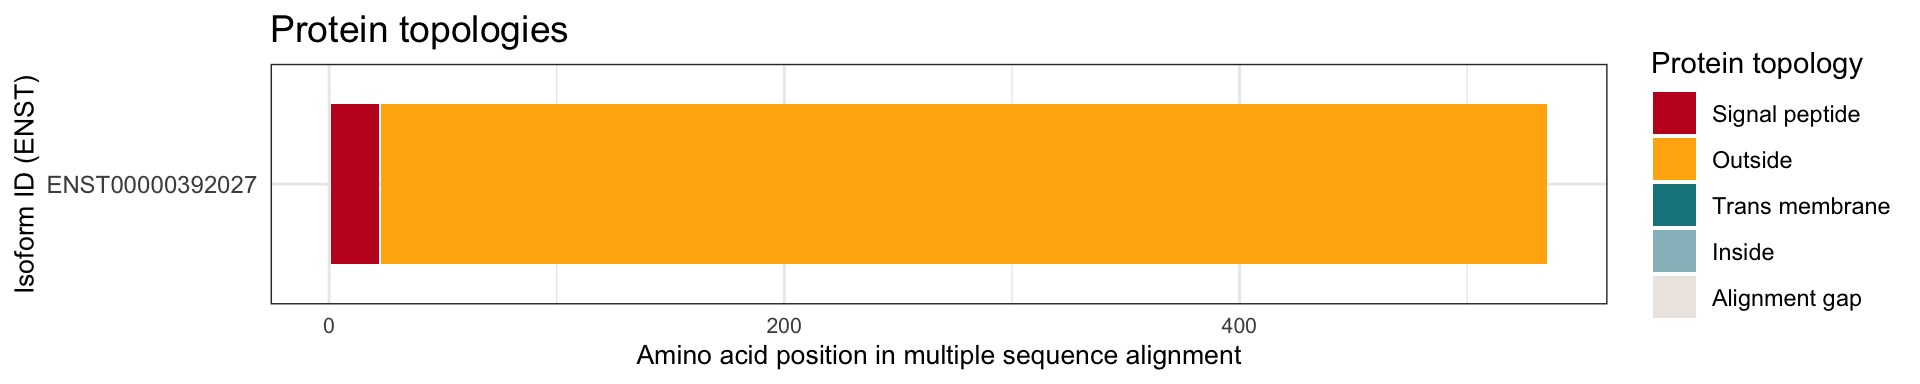 Protein topologies
Isoform ID (ENST)
ENST00000392027
0 200 400
Amino acid position in multiple sequence alignment
Protein topology
Signal peptide
Outside
Trans membrane
Inside
Alignment gap